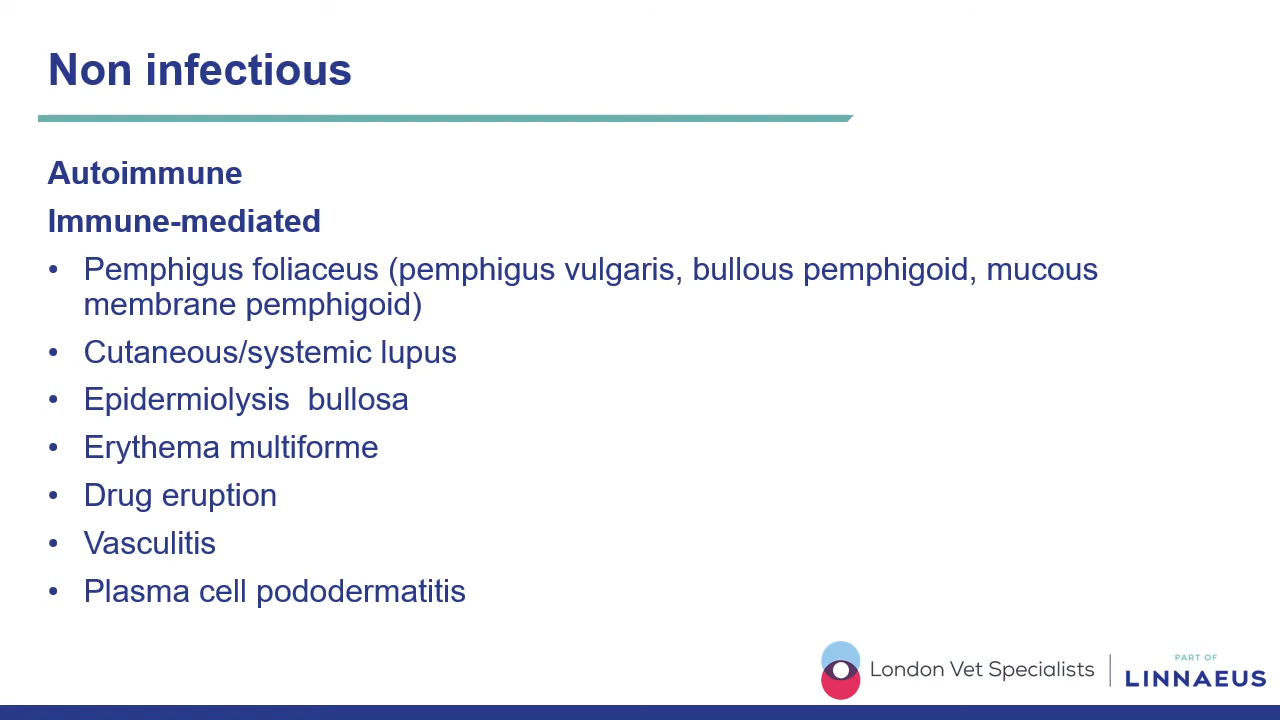 Non infectious
Autoimmune
Immune-mediated
• Pemphigus foliaceus (pemphigus vulgaris, bullous pemphigoid, mucous
membrane pemphigoid)
• Cutaneous/systemic lupus
• Epidermiolysis  bullosa
• Erythema multiforme
• Drug eruption
• Vasculitis
• Plasma cell pododermatitis
London Vet Specialists
PART OF
LINNAEUS